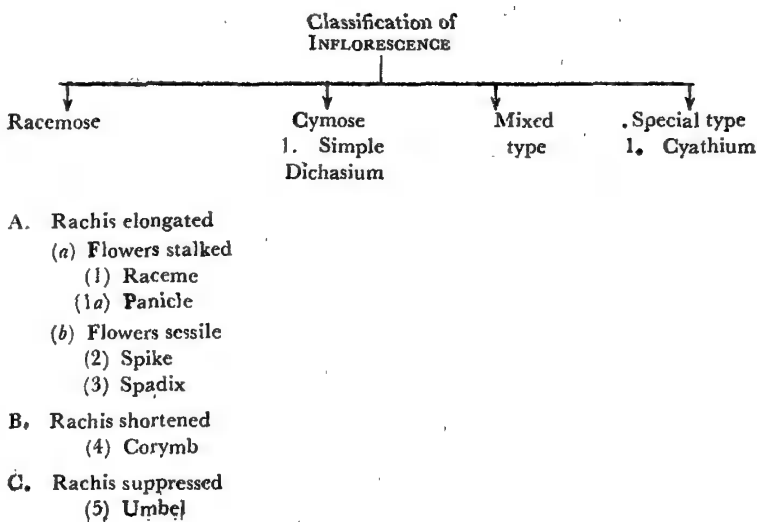 Classification of
INFLORESCENCE
Racemose
Cymose
1. Simple
Dichasium
Mixed
type
Special type
1. Cyathium
A. Rachis elongated
(a) Flowers stalked
(1) Raceme
(1a) Panicle
(b) Flowers sessile
(2) Spike
(3) Spadix
B. Rachis shortened
(4) Corymb
C. Rachis suppressed
(5) Umbel